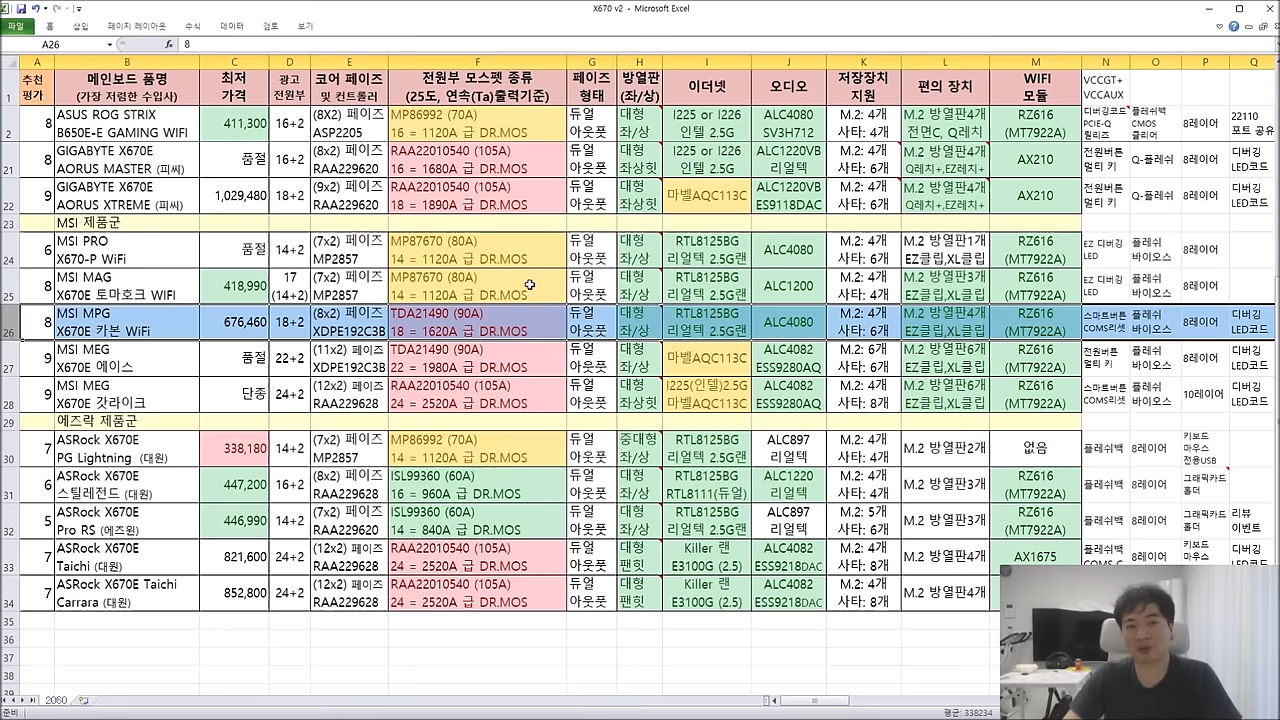 X670 v2 - Microsoft Excel
파일 홈 삽입 페이지 레이아웃 수식 데이터 검토 보기
A26 fx 8
A B C D E F G H I J K L M N O P Q
1 추천 평가 메인보드 품명 (가장 저렴한 수입사) 최저 가격 광고 전원부 코어 페이즈 및 컨트롤러 전원부 모스펫 종류 (25도, 연속(Ta)출력기준) 페이즈 형태 방열판 (좌/상) 이더넷 오디오 저장장치 지원 편의 장치 WIFI 모듈 VCCGT+ VCCAUX
2 8 ASUS ROG STRIX B650E-E GAMING WIFI 411,300 16+2 (8X2) 페이즈 ASP2205 MP86992 (70A) 16 = 1120A 급 DR.MOS 듀얼 아웃풋 대형 좌/상 I225 or I226 인텔 2.5G ALC4080 SV3H712 M.2: 4개 사타: 4개 M.2 방열판4개 전면C, Q레치 RZ616 (MT7922A) 디버깅코드 PCIE-Q 릴리즈 플레쉬백 CMOS 클리어 8레이어 22110 포트 공유
21 8 GIGABYTE X670E AORUS MASTER (피씨) 품절 16+2 (8x2) 페이즈 RAA229620 RAA22010540 (105A) 16 = 1680A 급 DR.MOS 듀얼 아웃풋 대형 좌상힛 I225 or I226 인텔 2.5G ALC1220VB 리얼텍 M.2: 4개 사타: 6개 M.2 방열판4개 Q레치+,EZ레치+ AX210 전원버튼 멀티 키 Q-플레쉬 8레이어 디버깅 LED코드
22 9 GIGABYTE X670E AORUS XTREME (피씨) 1,029,480 18+2 (9x2) 페이즈 RAA229620 RAA22010540 (105A) 18 = 1890A 급 DR.MOS 듀얼 아웃풋 대형 좌상힛 마벨AQC113C ALC1220VB ES9118DAC M.2: 4개 사타: 6개 M.2 방열판4개 Q레치+,EZ레치+ AX210 전원버튼 멀티 키 Q-플레쉬 8레이어 디버깅 LED코드
23 MSI 제품군
24 6 MSI PRO X670-P WiFi 품절 14+2 (7x2) 페이즈 MP2857 MP87670 (80A) 14 = 1120A 급 DR.MOS 듀얼 아웃풋 대형 좌/상 RTL8125BG 리얼텍 2.5G랜 ALC4080 M.2: 4개 사타: 6개 M.2 방열판1개 EZ클립,XL클립 RZ616 (MT7922A) EZ 디버깅 LED 플레쉬 바이오스 8레이어
25 8 MSI MAG X670E 토마호크 WIFI 418,990 17 (14+2) (7x2) 페이즈 MP2857 MP87670 (80A) 14 = 1120A 급 DR.MOS 듀얼 아웃풋 대형 좌/상 RTL8125BG 리얼텍 2.5G랜 ALC1200 M.2: 4개 사타: 4개 M.2 방열판3개 EZ클립,XL클립 RZ616 (MT7922A) EZ 디버깅 LED 플레쉬 바이오스 8레이어
26 8 MSI MPG X670E 카본 WiFi 676,460 18+2 (8x2) 페이즈 XDPE192C3B TDA21490 (90A) 18 = 1620A 급 DR.MOS 듀얼 아웃풋 대형 좌/상 RTL8125BG 리얼텍 2.5G랜 ALC4080 M.2: 4개 사타: 6개 M.2 방열판4개 EZ클립,XL클립 RZ616 (MT7922A) 스마트버튼 COMS리셋 플레쉬 바이오스 8레이어 디버깅 LED코드
27 9 MSI MEG X670E 에이스 품절 22+2 (11x2) 페이즈 XDPE192C3B TDA21490 (90A) 22 = 1980A 급 DR.MOS 듀얼 아웃풋 대형 좌/상 마벨AQC113C ALC4082 ESS9280AQ M.2: 6개 사타: 6개 M.2 방열판6개 EZ클립,XL클립 RZ616 (MT7922A) 전원버튼 멀티 키 플레쉬 바이오스 8레이어 디버깅 LED코드
28 9 MSI MEG X670E 갓라이크 단종 24+2 (12x2) 페이즈 RAA229628 RAA22010540 (105A) 24 = 2520A 급 DR.MOS 듀얼 아웃풋 대형 좌/상 I225(인텔)2.5G 마벨AQC113C ALC4082 ESS9280AQ M.2: 4개 사타: 8개 M.2 방열판6개 EZ클립,XL클립 RZ616 (MT7922A) 스마트버튼 COMS리셋 플레쉬 바이오스 10레이어 디버깅 LED코드
29 에즈락 제품군
30 7 ASRock X670E PG Lightning (대원) 338,180 14+2 (7x2) 페이즈 MP2857 MP86992 (70A) 14 = 1120A 급 DR.MOS 듀얼 아웃풋 중대형 좌/상 RTL8125BG 리얼텍 2.5G랜 ALC897 리얼텍 M.2: 4개 사타: 4개 M.2 방열판2개 없음 플레쉬백 8레이어 키보드 마우스 전용USB
31 6 ASRock X670E 스틸레전드 (대원) 447,200 16+2 (8x2) 페이즈 RAA229628 ISL99360 (60A) 16 = 960A 급 DR.MOS 듀얼 아웃풋 대형 좌/상 RTL8125BG RTL8111(듀얼) ALC1220 리얼텍 M.2: 4개 사타: 4개 M.2 방열판3개 RZ616 (MT7922A) 플레쉬백 8레이어 그래픽카드 홀더
32 5 ASRock X670E Pro RS (에즈원) 446,990 14+2 (7x2) 페이즈 RAA229620 ISL99360 (60A) 14 = 840A 급 DR.MOS 듀얼 아웃풋 대형 좌/상 RTL8125BG 리얼텍 2.5G랜 ALC897 리얼텍 M.2: 5개 사타: 6개 M.2 방열판3개 RZ616 (MT7922A) 플레쉬백 8레이어 그래픽카드 홀더 리뷰 이벤트
33 7 ASRock X670E Taichi (대원) 821,600 24+2 (12x2) 페이즈 RAA229628 RAA22010540 (105A) 24 = 2520A 급 DR.MOS 듀얼 아웃풋 대형 팬힛 Killer 랜 E3100G (2.5) ALC4082 ESS9218DAC M.2: 4개 사타: 8개 M.2 방열판4개 AX1675 플레쉬백 8레이어 키보드 마우스 디버깅
34 7 ASRock X670E Taichi Carrara (대원) 852,800 24+2 (12x2) 페이즈 RAA229628 RAA22010540 (105A) 24 = 2520A 급 DR.MOS 듀얼 아웃풋 대형 팬힛 Killer 랜 E3100G (2.5) ALC4082 ESS9218DAC M.2: 4개 사타: 8개 M.2 방열판4개
35
36
37
38
39
2060
준비 평균: 338234